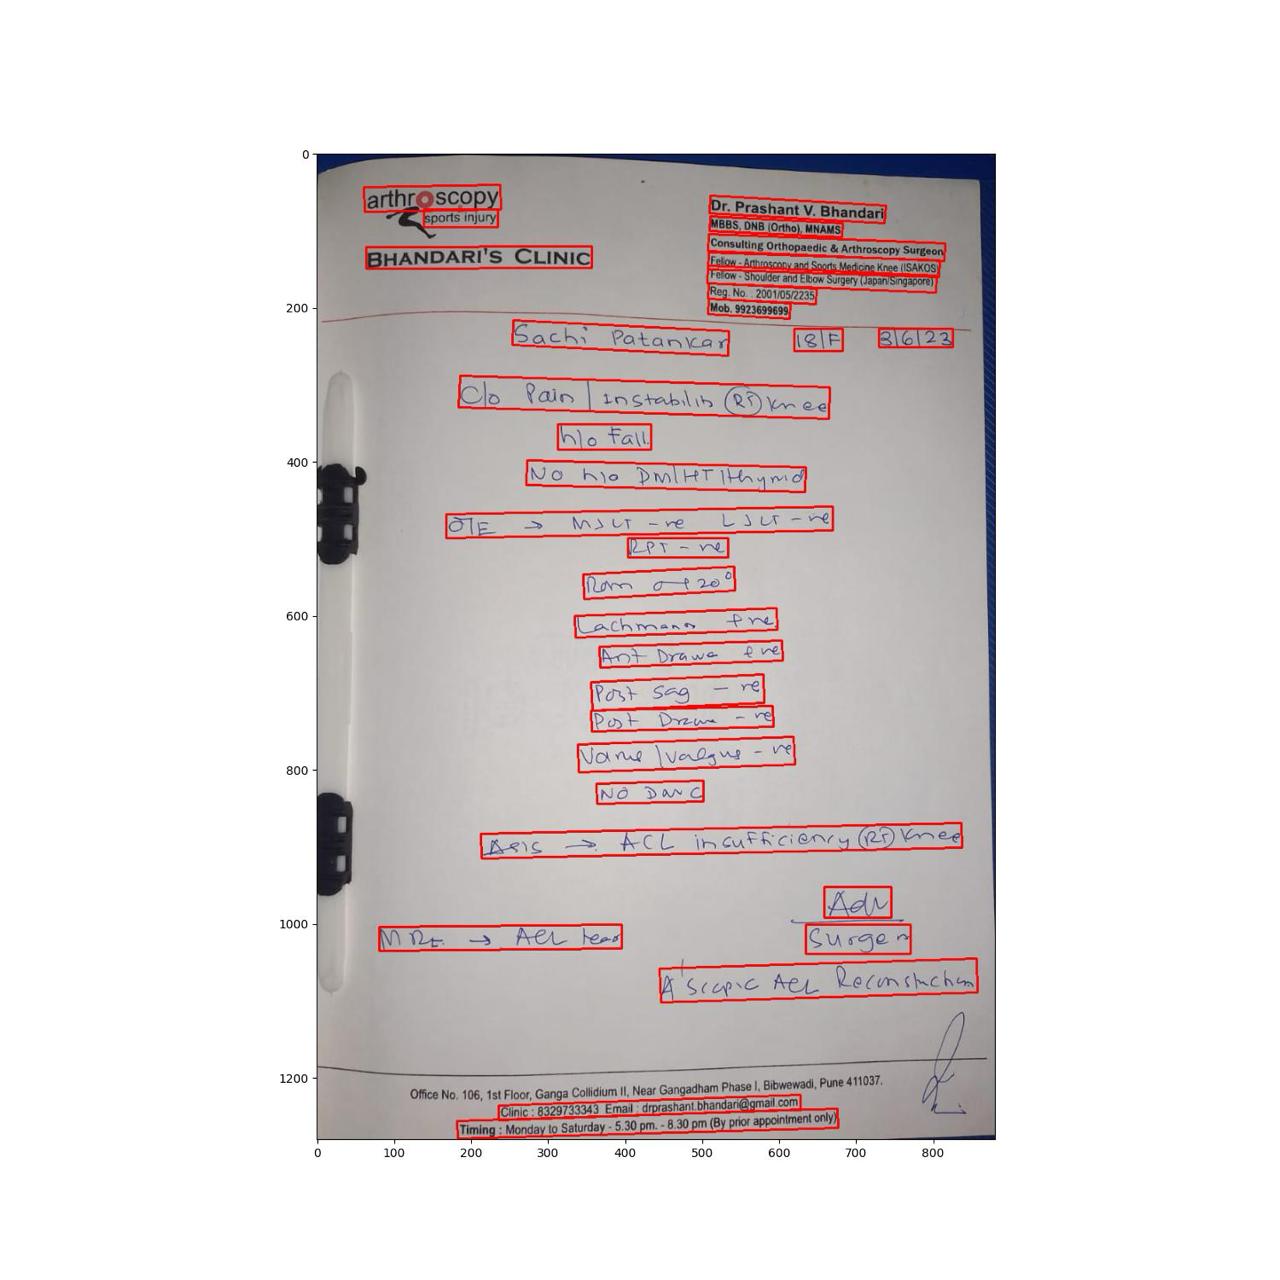 arthroscopy
sports injury
BHANDARI'S CLINIC
Dr. Prashant V. Bhandari
MBBS, DNB (Ortho), MNAMS
Consulting Orthopaedic & Arthroscopy Surgeon
Fellow - Arthroscopy and Sports Medicine Knee (ISAKOS)
Fellow - Shoulder and Elbow Surgery (Japan/Singapore)
Reg. No. : 2001/05/2235
Mob. 9923699699
Sachi Patankar 18/F 3/6/23
C/o Pain / instability (RT) Knee
h/o Fall
No h/o DM/HT/thyroid
O/E → MJLT -ve LJLT -ve
RPT -ve
Lachmann +ve
Ant Drawer +ve
Post Sag -ve
Post Drawer -ve
Varus / valgus -ve
ACL insufficiency (RT) Knee
Adv
MRI → ACL tear Surgery
A'scopic ACL Reconstruction
Office No. 106, 1st Floor, Ganga Collidium II, Near Gangadham Phase I, Bibwewadi, Pune 411037.
Clinic : 8329733343 Email : drprashant.bhandari@gmail.com
Timing : Monday to Saturday - 5.30 pm. - 8.30 pm (By prior appointment only)
0
200
400
600
800
1000
1200
0 100 200 300 400 500 600 700 800